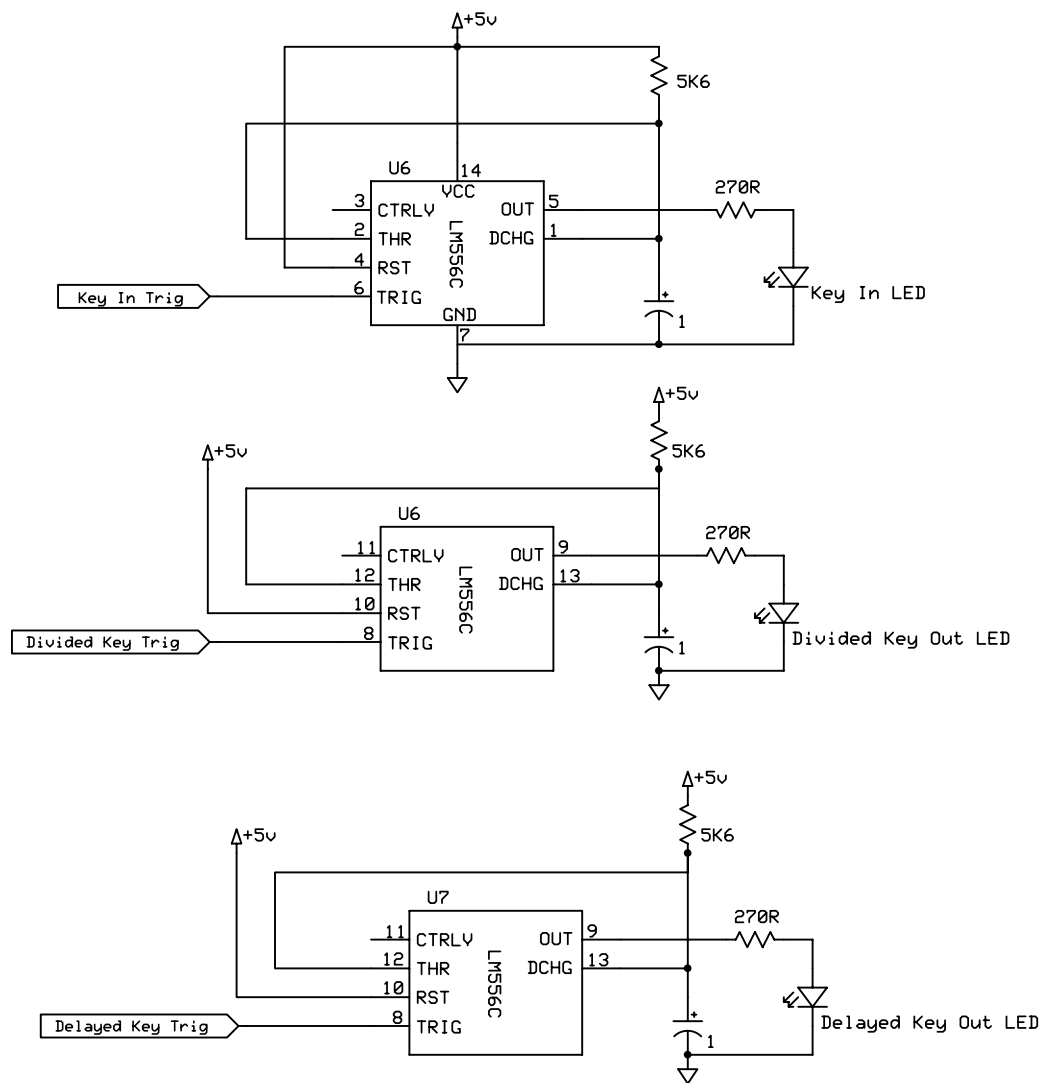 +5v
5K6
U6
14
VCC
270R
3 CTRLV
OUT 5
2 THR
DCHG 1
LM556C
4 RST
Key In Trig
6 TRIG
Key In LED
GND
7
+
1
+5v
5K6
+5v
U6
270R
11 CTRLV
OUT 9
12 THR
DCHG 13
LM556C
10 RST
Divided Key Trig
8 TRIG
Divided Key Out LED
+
1
+5v
5K6
+5v
U7
270R
11 CTRLV
OUT 9
12 THR
DCHG 13
LM556C
10 RST
Delayed Key Trig
8 TRIG
Delayed Key Out LED
+
1